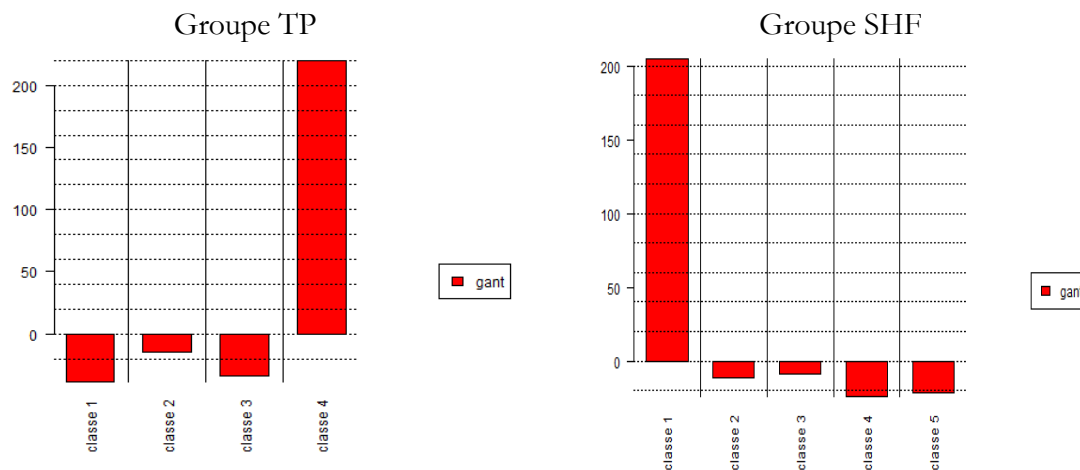 Groupe TP
200
150
100
50
0
classe 1
classe 2
classe 3
classe 4
gant
Groupe SHF
200
150
100
50
0
classe 1
classe 2
classe 3
classe 4
classe 5
gant